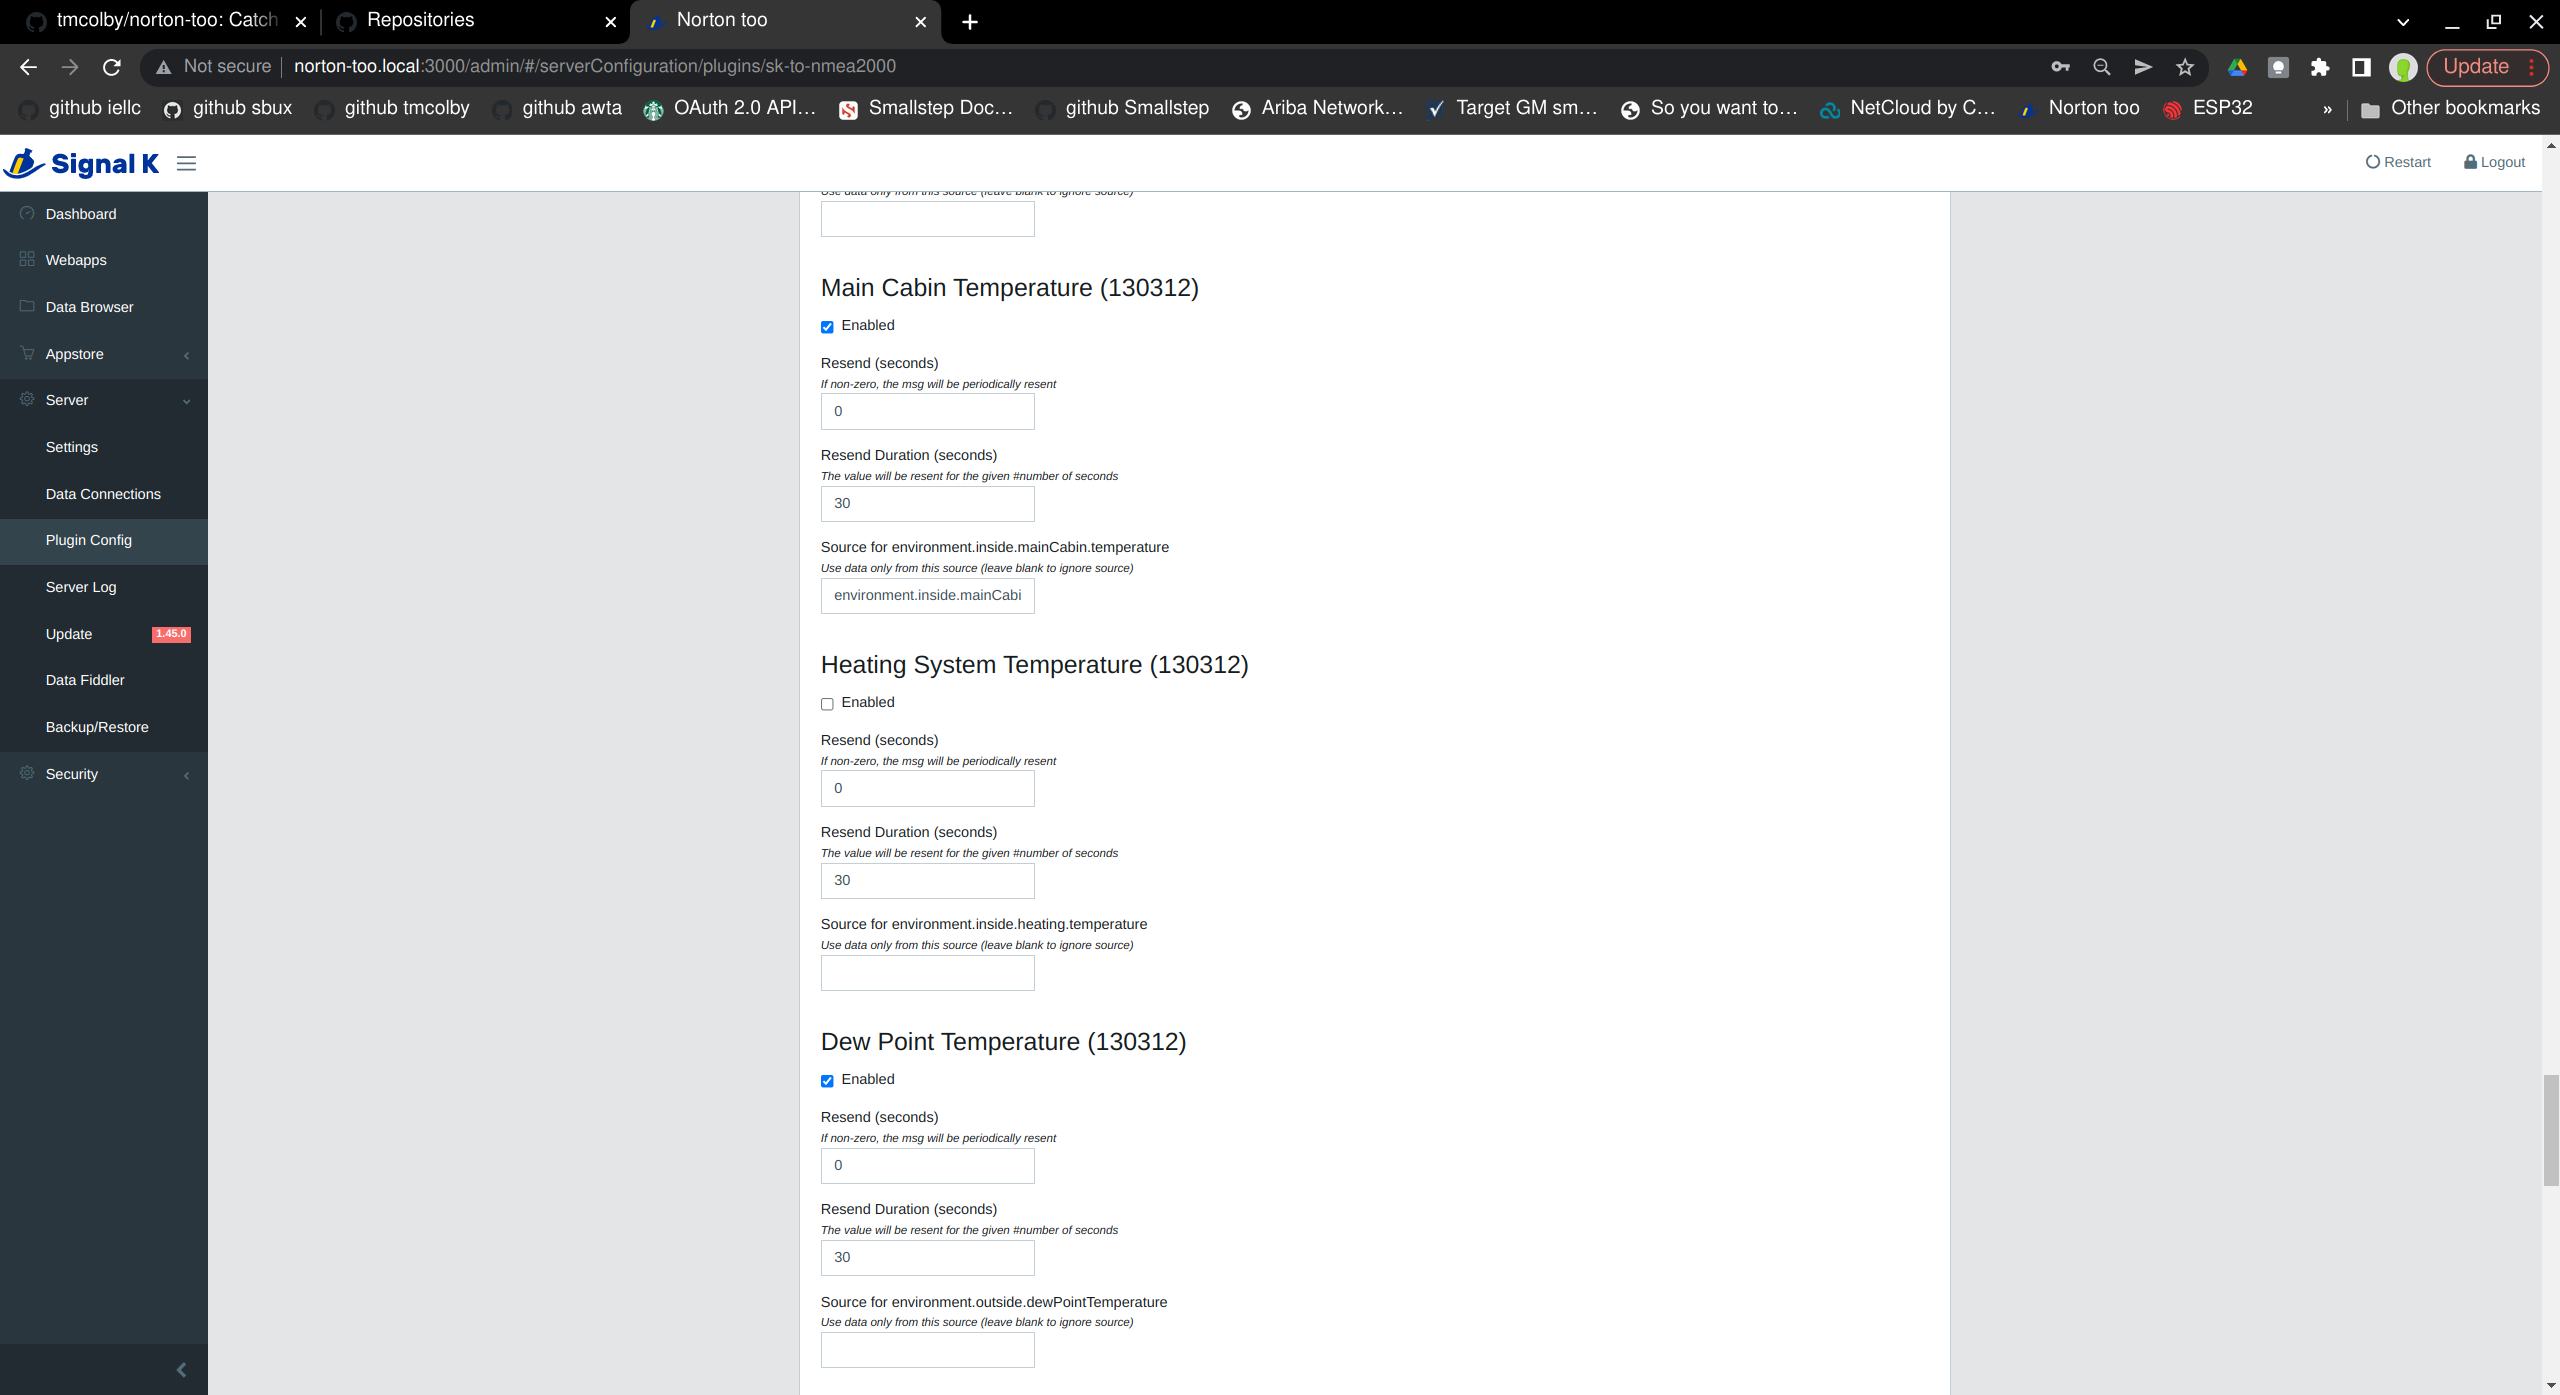 tmcolby/norton-too: Catch
Repositories
Norton too
Not secure
norton-too.local:3000/admin/#/serverConfiguration/plugins/sk-to-nmea2000
Update
github iellc
github sbux
github tmcolby
github awta
OAuth 2.0 API...
Smallstep Doc...
github Smallstep
Ariba Network...
Target GM sm...
So you want to...
NetCloud by C...
Norton too
ESP32
»
Other bookmarks
Signal K
Restart
Logout
Dashboard
Webapps
Data Browser
Appstore
Server
Settings
Data Connections
Plugin Config
Server Log
Update 1.45.0
Data Fiddler
Backup/Restore
Security
Use data only from this source (leave blank to ignore source)
Main Cabin Temperature (130312)
Enabled
Resend (seconds)
If non-zero, the msg will be periodically resent
0
Resend Duration (seconds)
The value will be resent for the given #number of seconds
30
Source for environment.inside.mainCabin.temperature
Use data only from this source (leave blank to ignore source)
environment.inside.mainCabi
Heating System Temperature (130312)
Enabled
Resend (seconds)
If non-zero, the msg will be periodically resent
0
Resend Duration (seconds)
The value will be resent for the given #number of seconds
30
Source for environment.inside.heating.temperature
Use data only from this source (leave blank to ignore source)
Dew Point Temperature (130312)
Enabled
Resend (seconds)
If non-zero, the msg will be periodically resent
0
Resend Duration (seconds)
The value will be resent for the given #number of seconds
30
Source for environment.outside.dewPointTemperature
Use data only from this source (leave blank to ignore source)